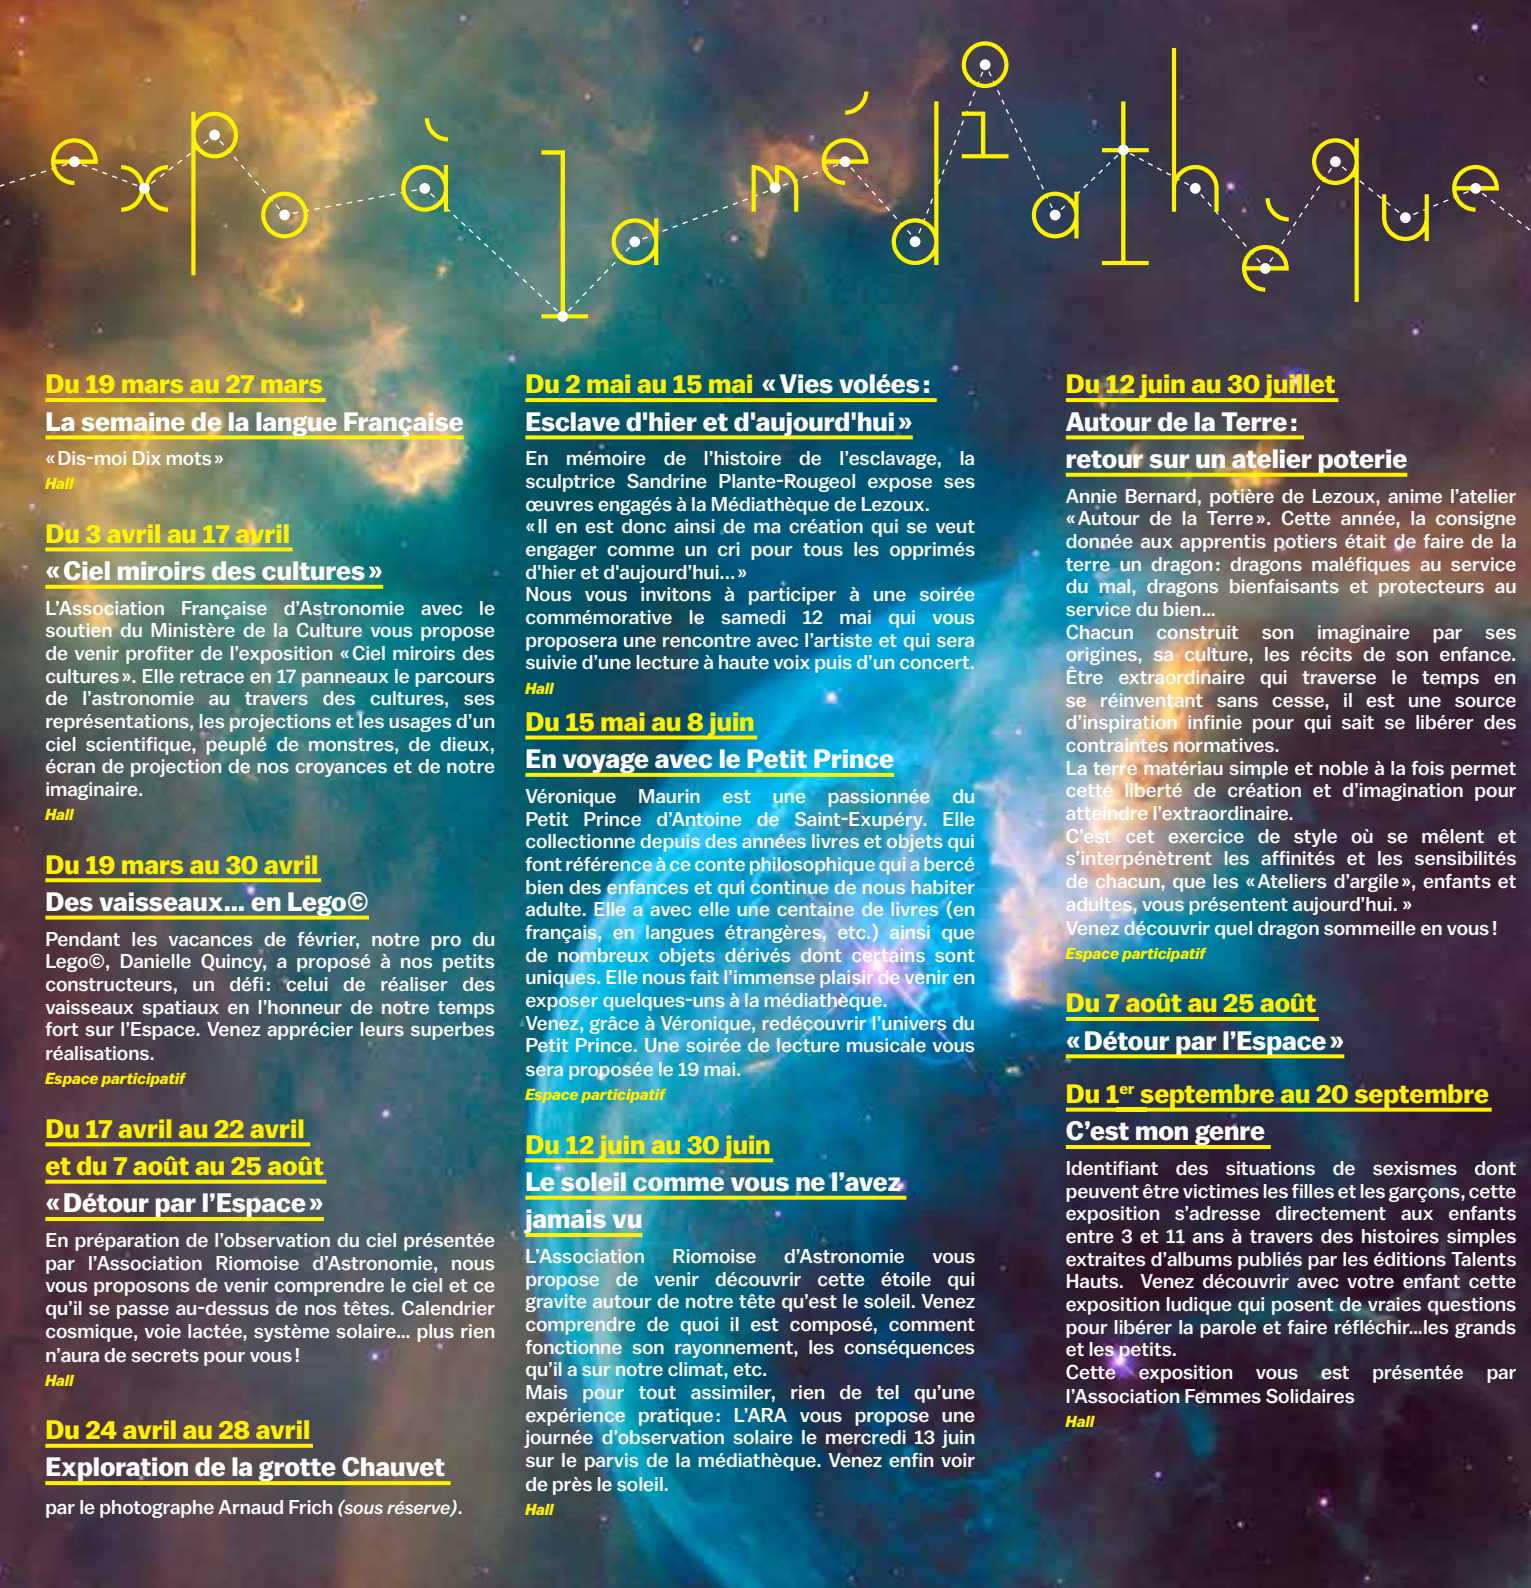 expo à la médiathèque
Du 19 mars au 27 mars
La semaine de la langue Française
« Dis-moi Dix mots »
Hall
Du 3 avril au 17 avril
« Ciel miroirs des cultures »
L'Association Française d'Astronomie avec le
soutien du Ministère de la Culture vous propose
de venir profiter de l'exposition « Ciel miroirs des
cultures ». Elle retrace en 17 panneaux le parcours
de l'astronomie au travers des cultures, ses
représentations, les projections et les usages d'un
ciel scientifique, peuplé de monstres, de dieux,
écran de projection de nos croyances et de notre
imaginaire.
Hall
Du 19 mars au 30 avril
Des vaisseaux... en Lego©
Pendant les vacances de février, notre pro du
Lego©, Danielle Quincy, a proposé à nos petits
constructeurs, un défi : celui de réaliser des
vaisseaux spatiaux en l'honneur de notre temps
fort sur l'Espace. Venez apprécier leurs superbes
réalisations.
Espace participatif
Du 17 avril au 22 avril
et du 7 août au 25 août
« Détour par l'Espace »
En préparation de l'observation du ciel présentée
par l'Association Riomoise d'Astronomie, nous
vous proposons de venir comprendre le ciel et ce
qu'il se passe au-dessus de nos têtes. Calendrier
cosmique, voie lactée, système solaire... plus rien
n'aura de secrets pour vous !
Hall
Du 24 avril au 28 avril
Exploration de la grotte Chauvet
par le photographe Arnaud Frich (sous réserve).
Du 2 mai au 15 mai « Vies volées :
Esclave d'hier et d'aujourd'hui »
En mémoire de l'histoire de l'esclavage, la
sculptrice Sandrine Plante-Rougeol expose ses
œuvres engagés à la Médiathèque de Lezoux.
« Il en est donc ainsi de ma création qui se veut
engager comme un cri pour tous les opprimés
d'hier et d'aujourd'hui... »
Nous vous invitons à participer à une soirée
commémorative le samedi 12 mai qui vous
proposera une rencontre avec l'artiste et qui sera
suivie d'une lecture à haute voix puis d'un concert.
Hall
Du 15 mai au 8 juin
En voyage avec le Petit Prince
Véronique Maurin est une passionnée du
Petit Prince d'Antoine de Saint-Exupéry. Elle
collectionne depuis des années livres et objets qui
font référence à ce conte philosophique qui a bercé
bien des enfances et qui continue de nous habiter
adulte. Elle a avec elle une centaine de livres (en
français, en langues étrangères, etc.) ainsi que
de nombreux objets dérivés dont certains sont
uniques. Elle nous fait l'immense plaisir de venir en
exposer quelques-uns à la médiathèque.
Venez, grâce à Véronique, redécouvrir l'univers du
Petit Prince. Une soirée de lecture musicale vous
sera proposée le 19 mai.
Espace participatif
Du 12 juin au 30 juin
Le soleil comme vous ne l'avez
jamais vu
L'Association Riomoise d'Astronomie vous
propose de venir découvrir cette étoile qui
gravite autour de notre tête qu'est le soleil. Venez
comprendre de quoi il est composé, comment
fonctionne son rayonnement, les conséquences
qu'il a sur notre climat, etc.
Mais pour tout assimiler, rien de tel qu'une
expérience pratique : L'ARA vous propose une
journée d'observation solaire le mercredi 13 juin
sur le parvis de la médiathèque. Venez enfin voir
de près le soleil.
Hall
Du 12 juin au 30 juillet
Autour de la Terre :
retour sur un atelier poterie
Annie Bernard, potière de Lezoux, anime l'atelier
« Autour de la Terre ». Cette année, la consigne
donnée aux apprentis potiers était de faire de la
terre un dragon : dragons maléfiques au service
du mal, dragons bienfaisants et protecteurs au
service du bien...
Chacun construit son imaginaire par ses
origines, sa culture, les récits de son enfance.
Être extraordinaire qui traverse le temps en
se réinventant sans cesse, il est une source
d'inspiration infinie pour qui sait se libérer des
contraintes normatives.
La terre matériau simple et noble à la fois permet
cette liberté de création et d'imagination pour
atteindre l'extraordinaire.
C'est cet exercice de style où se mêlent et
s'interpénètrent les affinités et les sensibilités
de chacun, que les « Ateliers d'argile », enfants et
adultes, vous présentent aujourd'hui. »
Venez découvrir quel dragon sommeille en vous !
Espace participatif
Du 7 août au 25 août
« Détour par l'Espace »
Du 1er septembre au 20 septembre
C'est mon genre
Identifiant des situations de sexismes dont
peuvent être victimes les filles et les garçons, cette
exposition s'adresse directement aux enfants
entre 3 et 11 ans à travers des histoires simples
extraites d'albums publiés par les éditions Talents
Hauts. Venez découvrir avec votre enfant cette
exposition ludique qui posent de vraies questions
pour libérer la parole et faire réfléchir...les grands
et les petits.
Cette exposition vous est présentée par
l'Association Femmes Solidaires
Hall